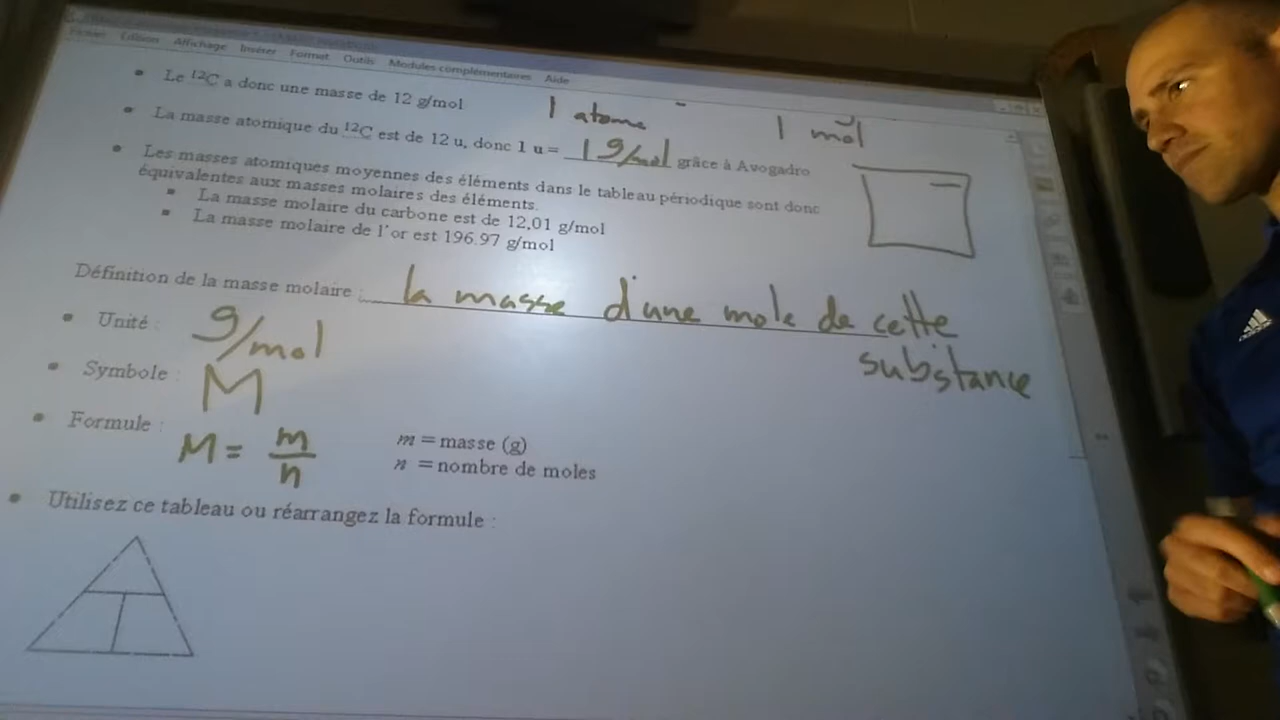 Édition Affichage Insérer Format Outils Modules complémentaires Aide
• Le ¹²C a donc une masse de 12 g/mol
1 atome
1 mol
• La masse atomique du ¹²C est de 12 u, donc 1 u = 1 g/mol grâce à Avogadro
• Les masses atomiques moyennes des éléments dans le tableau périodique sont donc
équivalentes aux masses molaires des éléments.
▪ La masse molaire du carbone est de 12,01 g/mol
▪ La masse molaire de l'or est 196.97 g/mol
Définition de la masse molaire : la masse d'une mole de cette
substance
• Unité : g/mol
• Symbole : M
• Formule : M = m/n
m = masse (g)
n = nombre de moles
• Utilisez ce tableau ou réarrangez la formule :